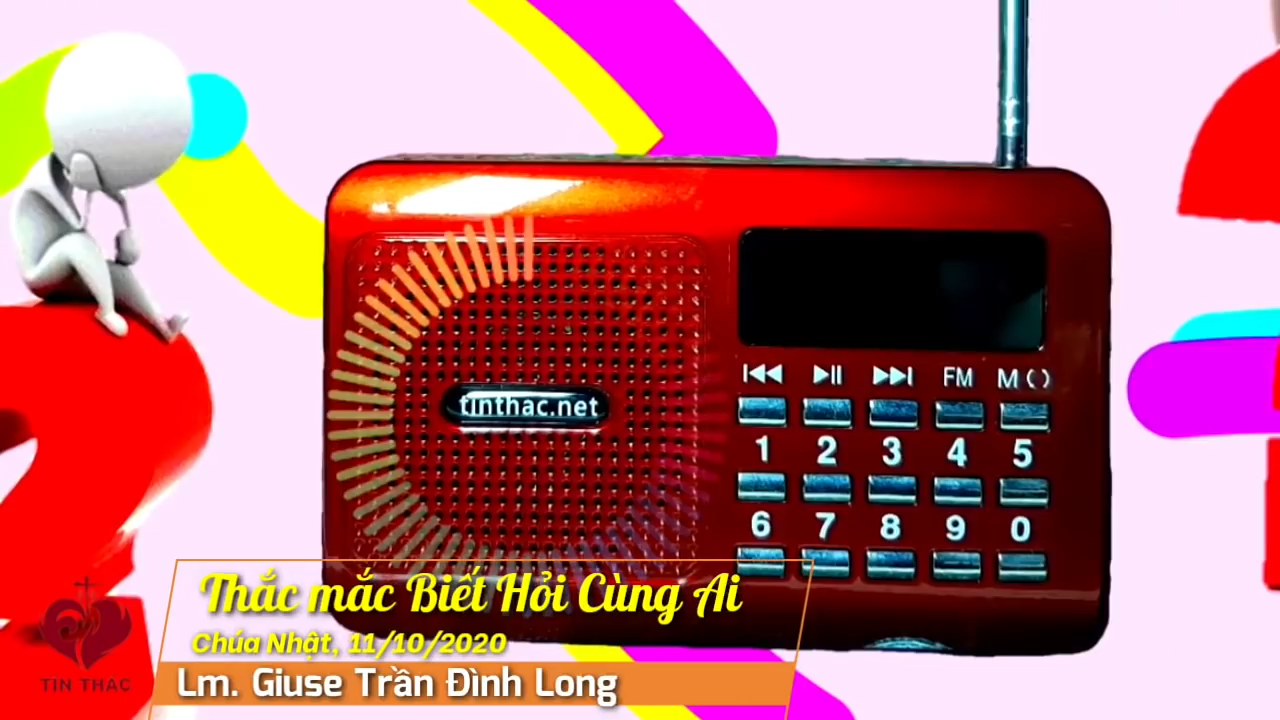 tinthac.net
FM M
1 2 3 4 5
6 7 8 9 0
Thắc mắc Biết Hỏi Cùng Ai
Chúa Nhật, 11/10/2020
Lm. Giuse Trần Đình Long
TIN THAC